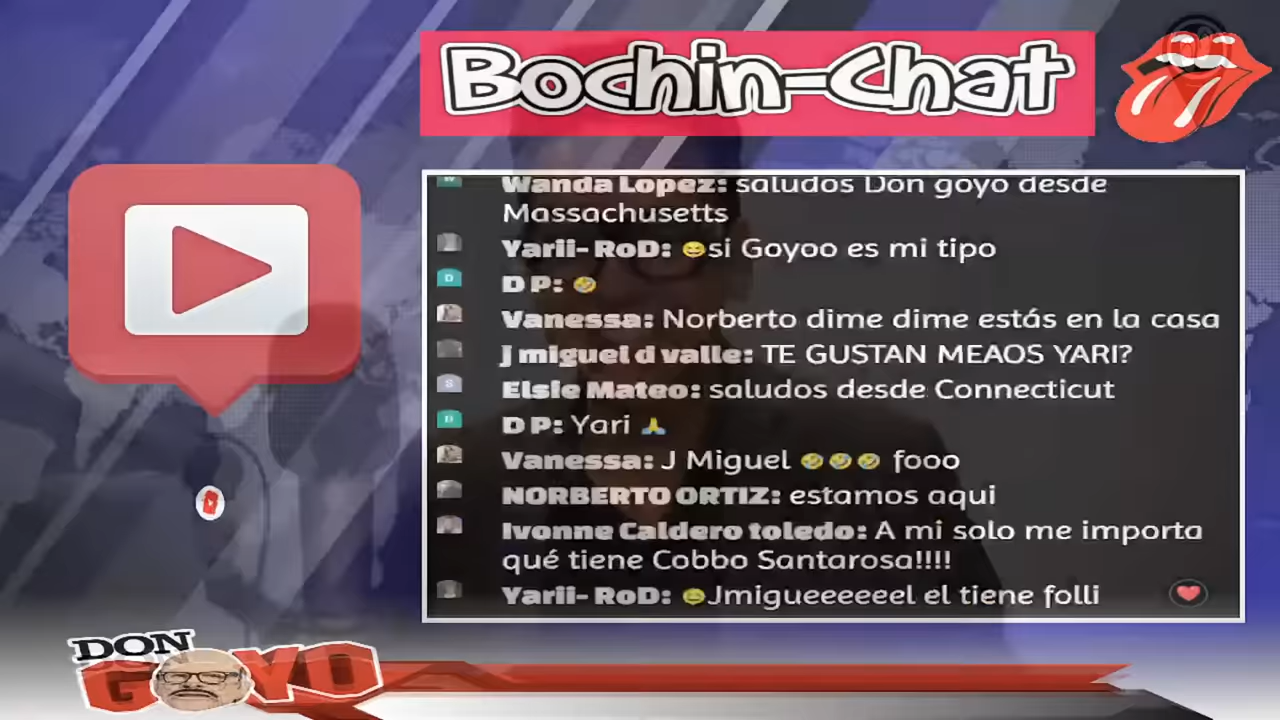 Bochin-Chat
Wanda Lopez: saludos Don goyo desde
Massachusetts
Yarii- RoD: 😄si Goyoo es mi tipo
D P: 🤣
Vanessa: Norberto dime dime estás en la casa
J miguel d valle: TE GUSTAN MEAOS YARI?
Elsie Mateo: saludos desde Connecticut
D P: Yari 🙏
Vanessa: J Miguel 🤣🤣🤣 fooo
NORBERTO ORTIZ: estamos aqui
Ivonne Caldero toledo: A mi solo me importa
qué tiene Cobbo Santarosa!!!!
Yarii- RoD: 😄Jmigueeeeeel el tiene folli
DON
GOYO